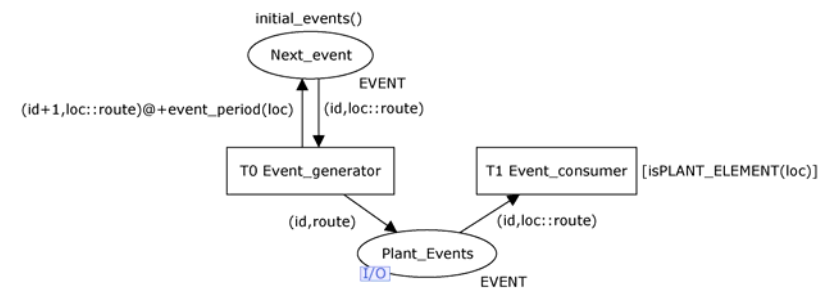 initial_events()
Next_event
EVENT
(id+1,loc::route)@+event_period(loc)
(id,loc::route)
T0 Event_generator
T1 Event_consumer
[isPLANT_ELEMENT(loc)]
(id,route)
(id,loc::route)
Plant_Events
I/O
EVENT